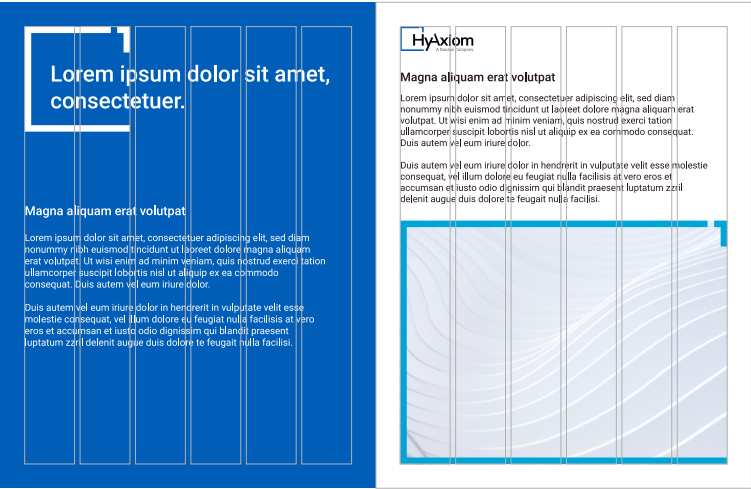 Lorem ipsum dolor sit amet,
consectetuer.
Magna aliquam erat volutpat
Lorem ipsum dolor sit amet, consectetuer adipiscing elit, sed diam
nonummy nibh euismod tincidunt ut laoreet dolore magna aliquam
erat volutpat. Ut wisi enim ad minim veniam, quis nostrud exerci tation
ullamcorper suscipit lobortis nisl ut aliquip ex ea commodo
consequat. Duis autem vel eum iriure dolor.
Duis autem vel eum iriure dolor in hendrerit in vulputate velit esse
molestie consequat, vel illum dolore eu feugiat nulla facilisis at vero
eros et accumsan et iusto odio dignissim qui blandit praesent
luptatum zzril delenit augue duis dolore te feugait nulla facilisi.
HyAxiom
A Doosan Company
Magna aliquam erat volutpat
Lorem ipsum dolor sit amet, consectetuer adipiscing elit, sed diam
nonummy nibh euismod tincidunt ut laoreet dolore magna aliquam erat
volutpat. Ut wisi enim ad minim veniam, quis nostrud exerci tation
ullamcorper suscipit lobortis nisl ut aliquip ex ea commodo consequat.
Duis autem vel eum iriure dolor.
Duis autem vel eum iriure dolor in hendrerit in vulputate velit esse molestie
consequat, vel illum dolore eu feugiat nulla facilisis at vero eros et
accumsan et iusto odio dignissim qui blandit praesent luptatum zzril
delenit augue duis dolore te feugait nulla facilisi.